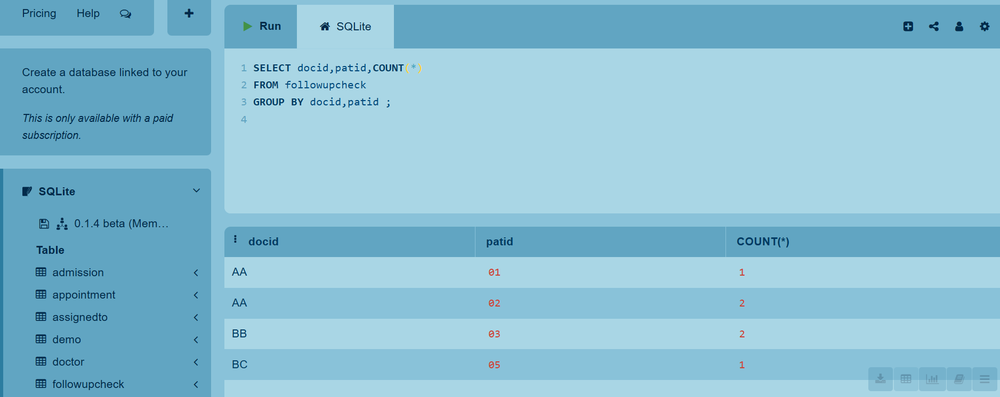 Pricing Help
Create a database linked to your
account.
This is only available with a paid
subscription.
SQLite
0.1.4 beta (Mem...
Table
admission
appointment
assignedto
demo
doctor
followupcheck
Run
SQLite
1 SELECT docid,patid,COUNT(*)
2 FROM followupcheck
3 GROUP BY docid,patid ;
4
docid patid COUNT(*)
AA 01 1
AA 02 2
BB 03 2
BC 05 1